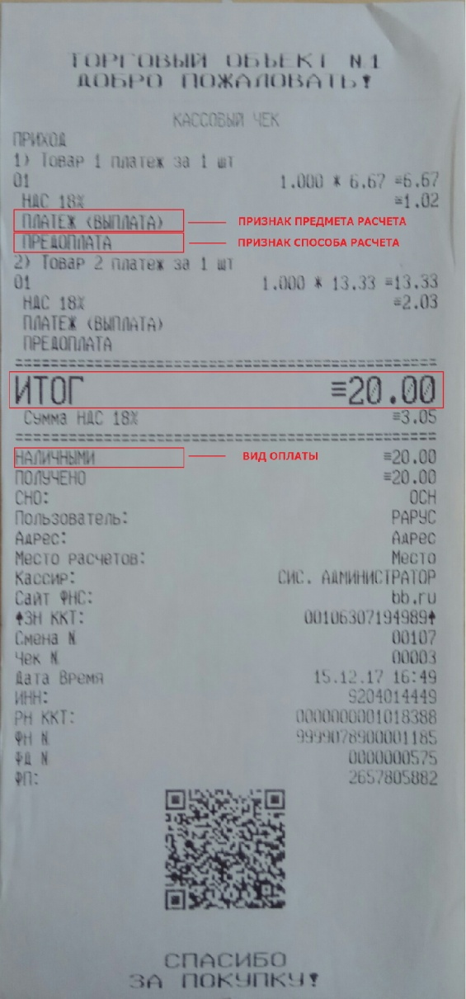 ТОРГОВЫЙ ОБЪЕКТ N1
ДОБРО ПОЖАЛОВАТЬ!
КАССОВЫЙ ЧЕК
ПРИХОД
1) Товар 1 платеж за 1 шт
01 1.000 * 6.67 =6.67
НДС 18% =1.02
ПЛАТЕЖ (ВЫПЛАТА) ПРИЗНАК ПРЕДМЕТА РАСЧЕТА
ПРЕДОПЛАТА ПРИЗНАК СПОСОБА РАСЧЕТА
2) Товар 2 платеж за 1 шт
01 1.000 * 13.33 =13.33
НДС 18% =2.03
ПЛАТЕЖ (ВЫПЛАТА)
ПРЕДОПЛАТА
ИТОГ =20.00
Сумма НДС 18% =3.05
НАЛИЧНЫМИ ВИД ОПЛАТЫ =20.00
ПОЛУЧЕНО =20.00
СНО: ОСН
Пользователь: РАРУС
Адрес: Адрес
Место расчетов: Место
Кассир: СИС. АДМИНИСТРАТОР
Сайт ФНС: bb.ru
ЗН ККТ: 00106307194989
Смена N 00107
Чек N 00003
Дата Время 15.12.17 16:49
ИНН: 9204014449
РН ККТ: 0000000001018388
ФН N 9999078900001185
ФД N 0000000575
ФП: 2657805882
СПАСИБО
ЗА ПОКУПКУ!